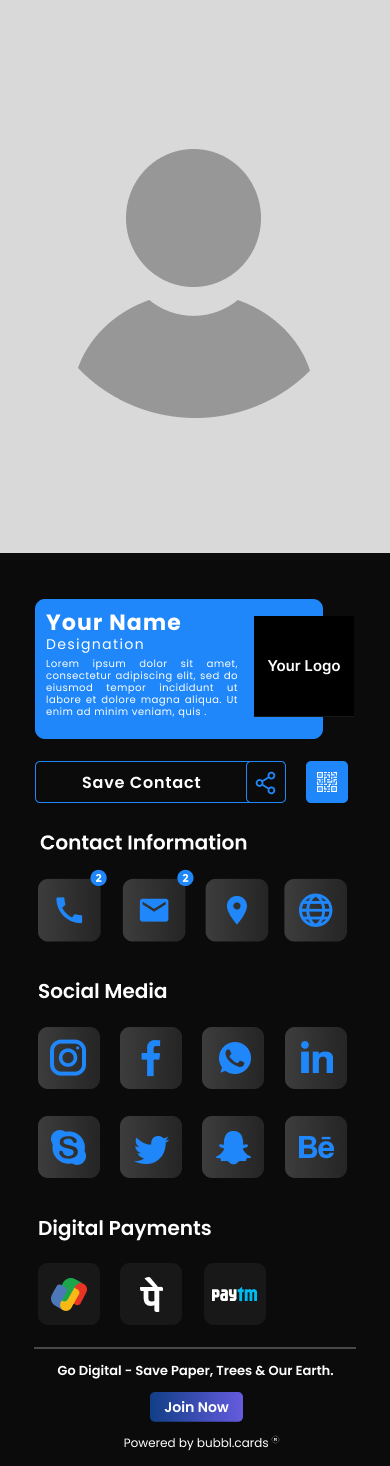 Your Name
Designation
Lorem ipsum dolor sit amet,
consectetur adipiscing elit, sed do
eiusmod tempor incididunt ut
labore et dolore magna aliqua. Ut
enim ad minim veniam, quis .
Your Logo
Save Contact
Contact Information
2
2
Social Media
f
in
S
Bē
Digital Payments
पे
paytm
Go Digital - Save Paper, Trees & Our Earth.
Join Now
Powered by bubbl.cards ®